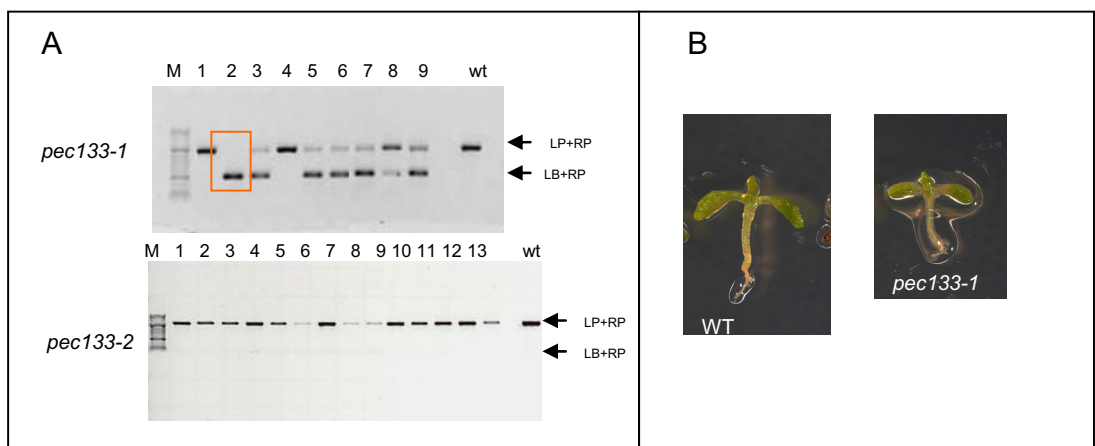 A
M 1 2 3 4 5 6 7 8 9 wt
pec133-1
LP+RP
LB+RP
M 1 2 3 4 5 6 7 8 9 10 11 12 13 wt
pec133-2
LP+RP
LB+RP
B
WT
pec133-1